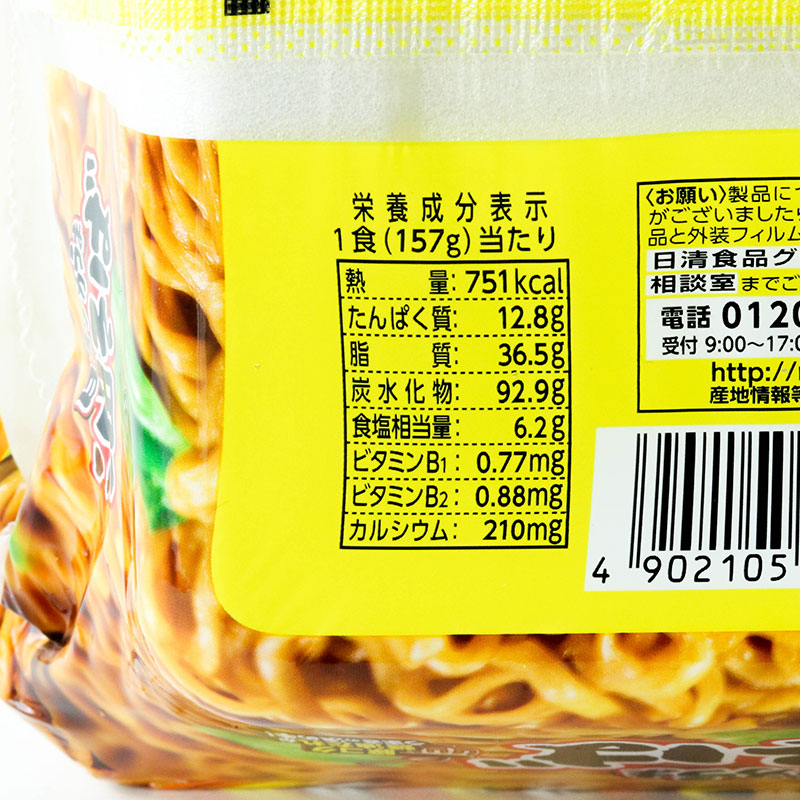 栄養成分表示
1食(157g)当たり
熱量: 751kcal
たんぱく質: 12.8g
脂質: 36.5g
炭水化物: 92.9g
食塩相当量: 6.2g
ビタミンB1: 0.77mg
ビタミンB2: 0.88mg
カルシウム: 210mg
〈お願い〉製品に
がございました
品と外装フィルム
日清食品グ
相談室までご
電話 0120
受付 9:00〜17:0
http://
産地情報等
4 902105